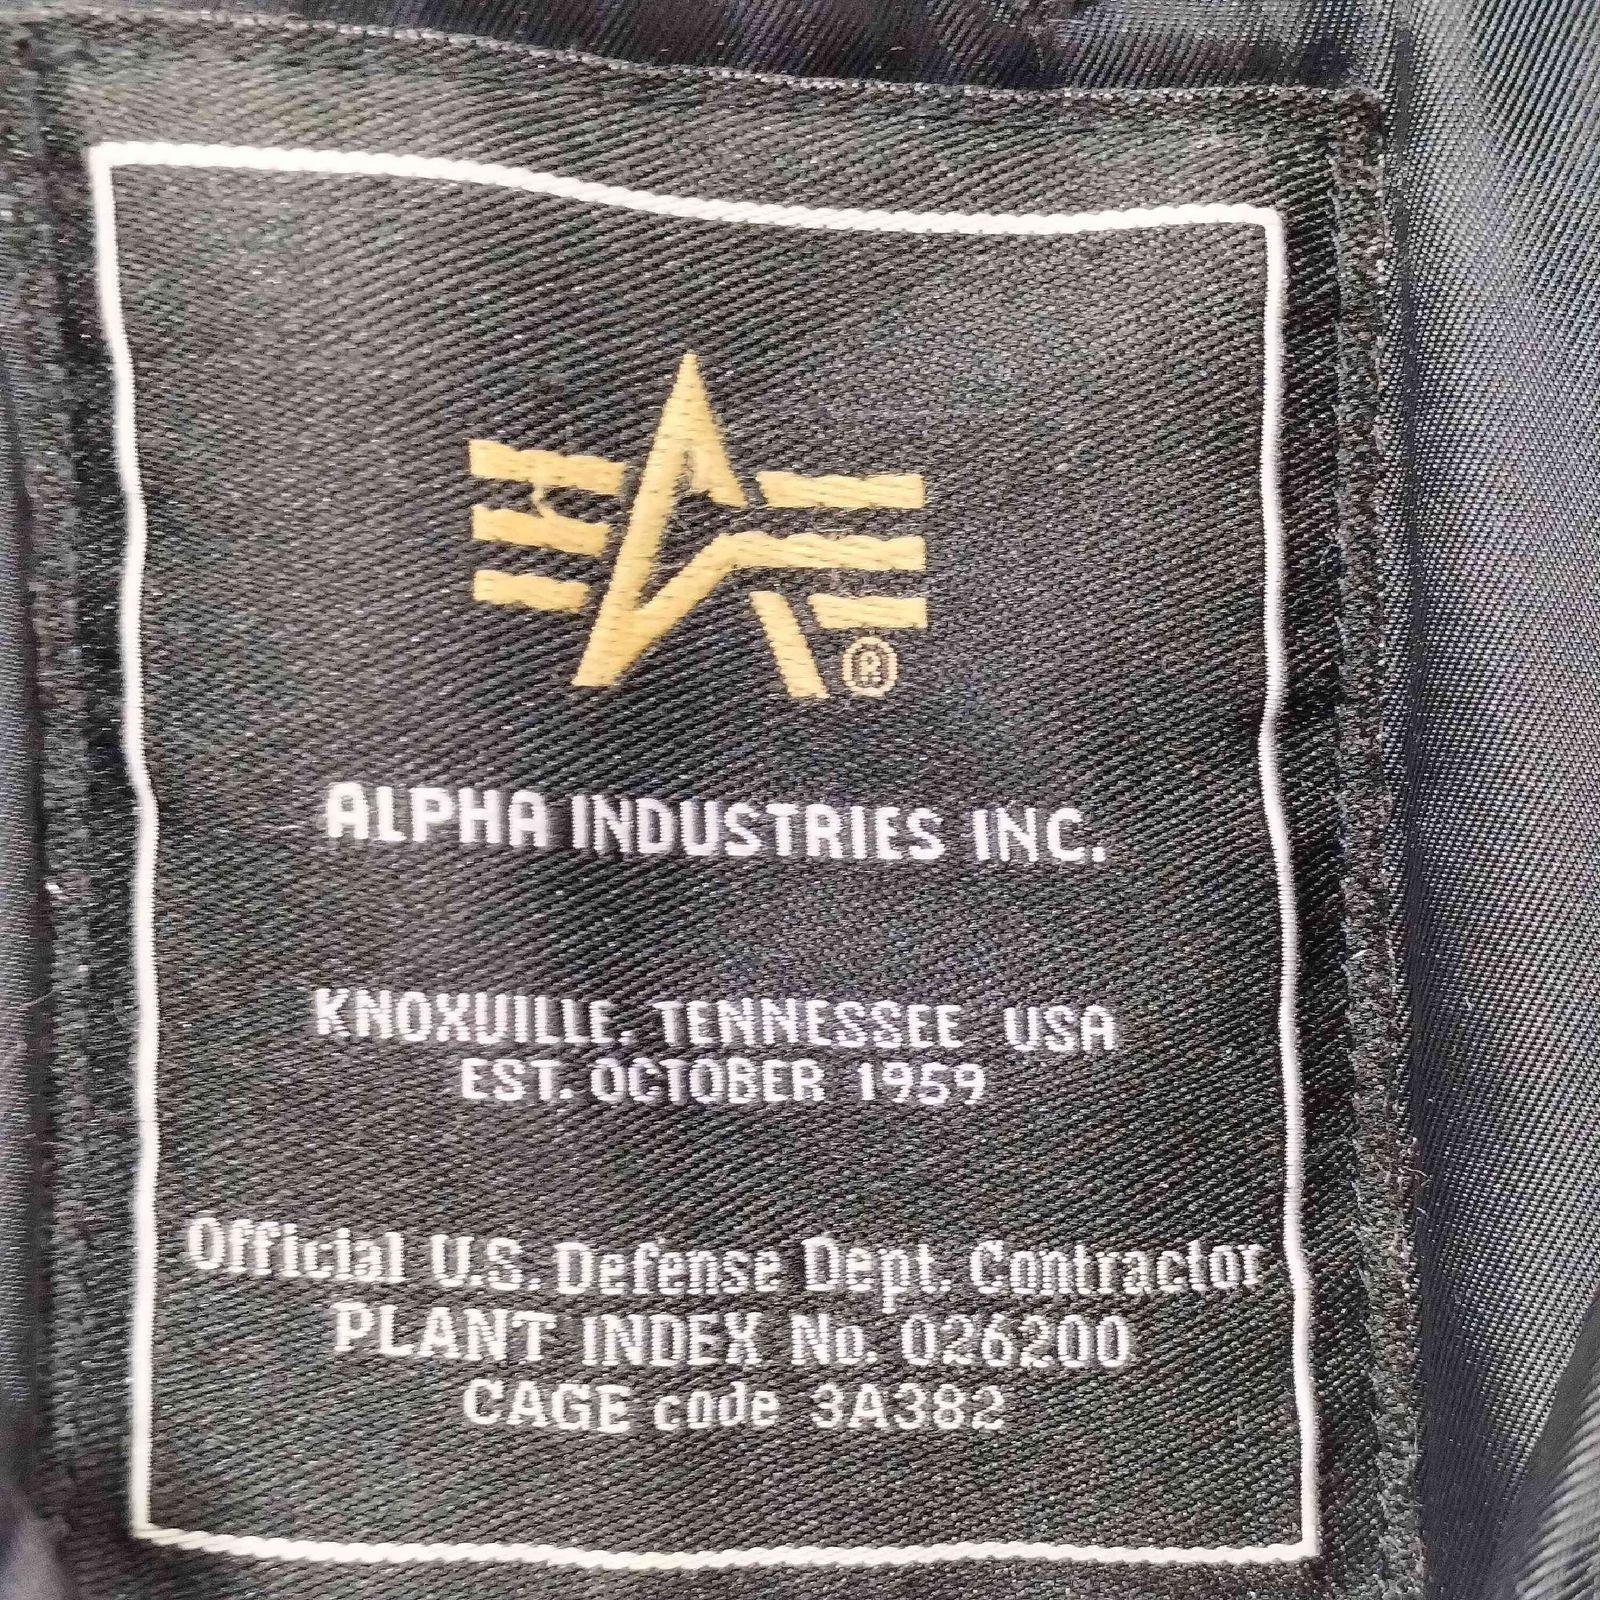 ®
ALPHA INDUSTRIES INC.
KNOXVILLE, TENNESSEE USA
EST. OCTOBER 1959
Official U.S. Defense Dept. Contractor
PLANT INDEX No. 026200
CAGE code 3A382